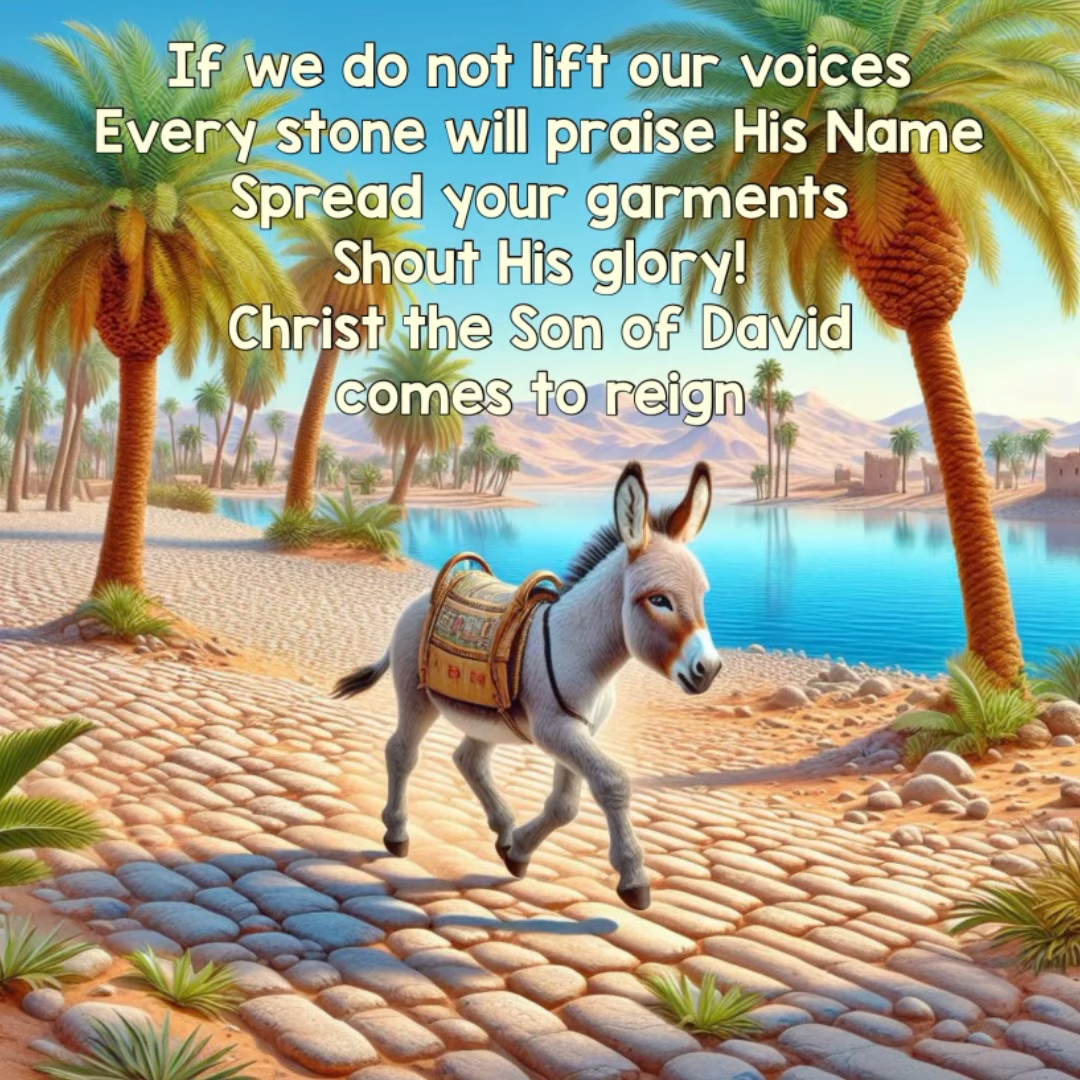 If we do not lift our voices
Every stone will praise His Name
Spread your garments
Shout His glory!
Christ the Son of David
comes to reign